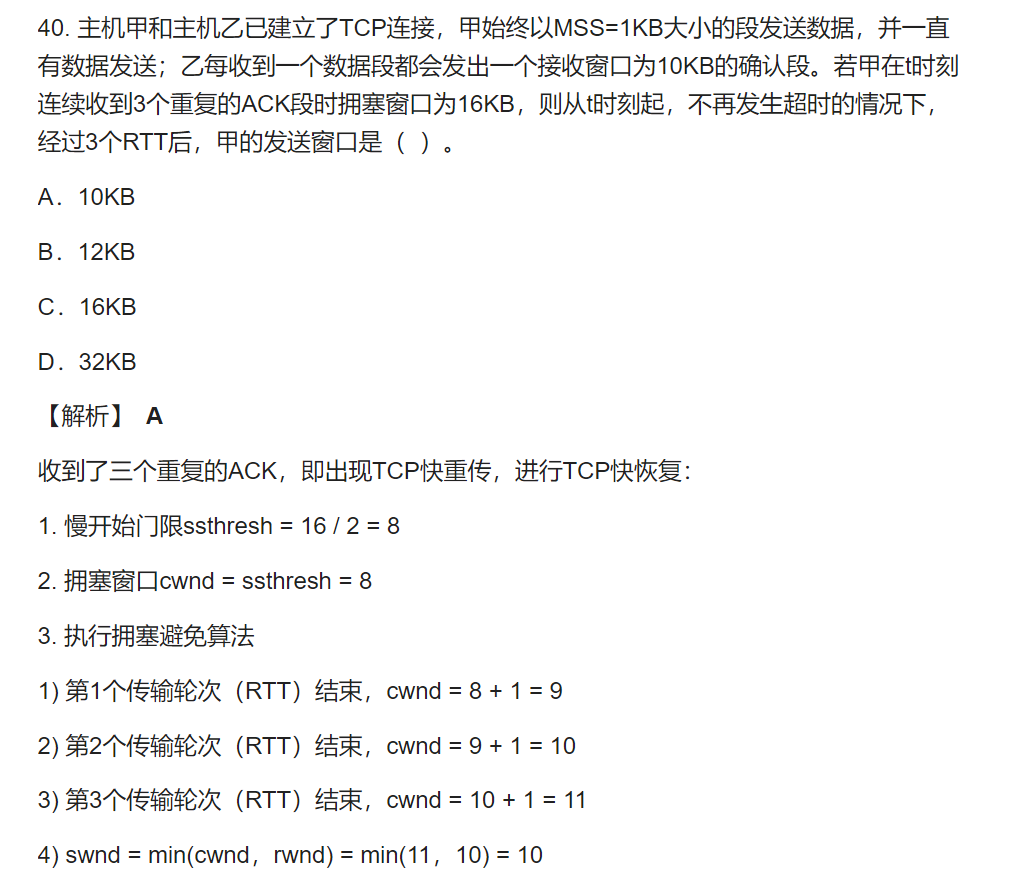 40. 主机甲和主机乙已建立了TCP连接，甲始终以MSS=1KB大小的段发送数据，并一直
有数据发送；乙每收到一个数据段都会发出一个接收窗口为10KB的确认段。若甲在t时刻
连续收到3个重复的ACK段时拥塞窗口为16KB，则从t时刻起，不再发生超时的情况下，
经过3个RTT后，甲的发送窗口是（ ）。
A．10KB
B．12KB
C．16KB
D．32KB
【解析】 A
收到了三个重复的ACK，即出现TCP快重传，进行TCP快恢复：
1. 慢开始门限ssthresh = 16 / 2 = 8
2. 拥塞窗口cwnd = ssthresh = 8
3. 执行拥塞避免算法
1) 第1个传输轮次（RTT）结束，cwnd = 8 + 1 = 9
2) 第2个传输轮次（RTT）结束，cwnd = 9 + 1 = 10
3) 第3个传输轮次（RTT）结束，cwnd = 10 + 1 = 11
4) swnd = min(cwnd，rwnd) = min(11，10) = 10